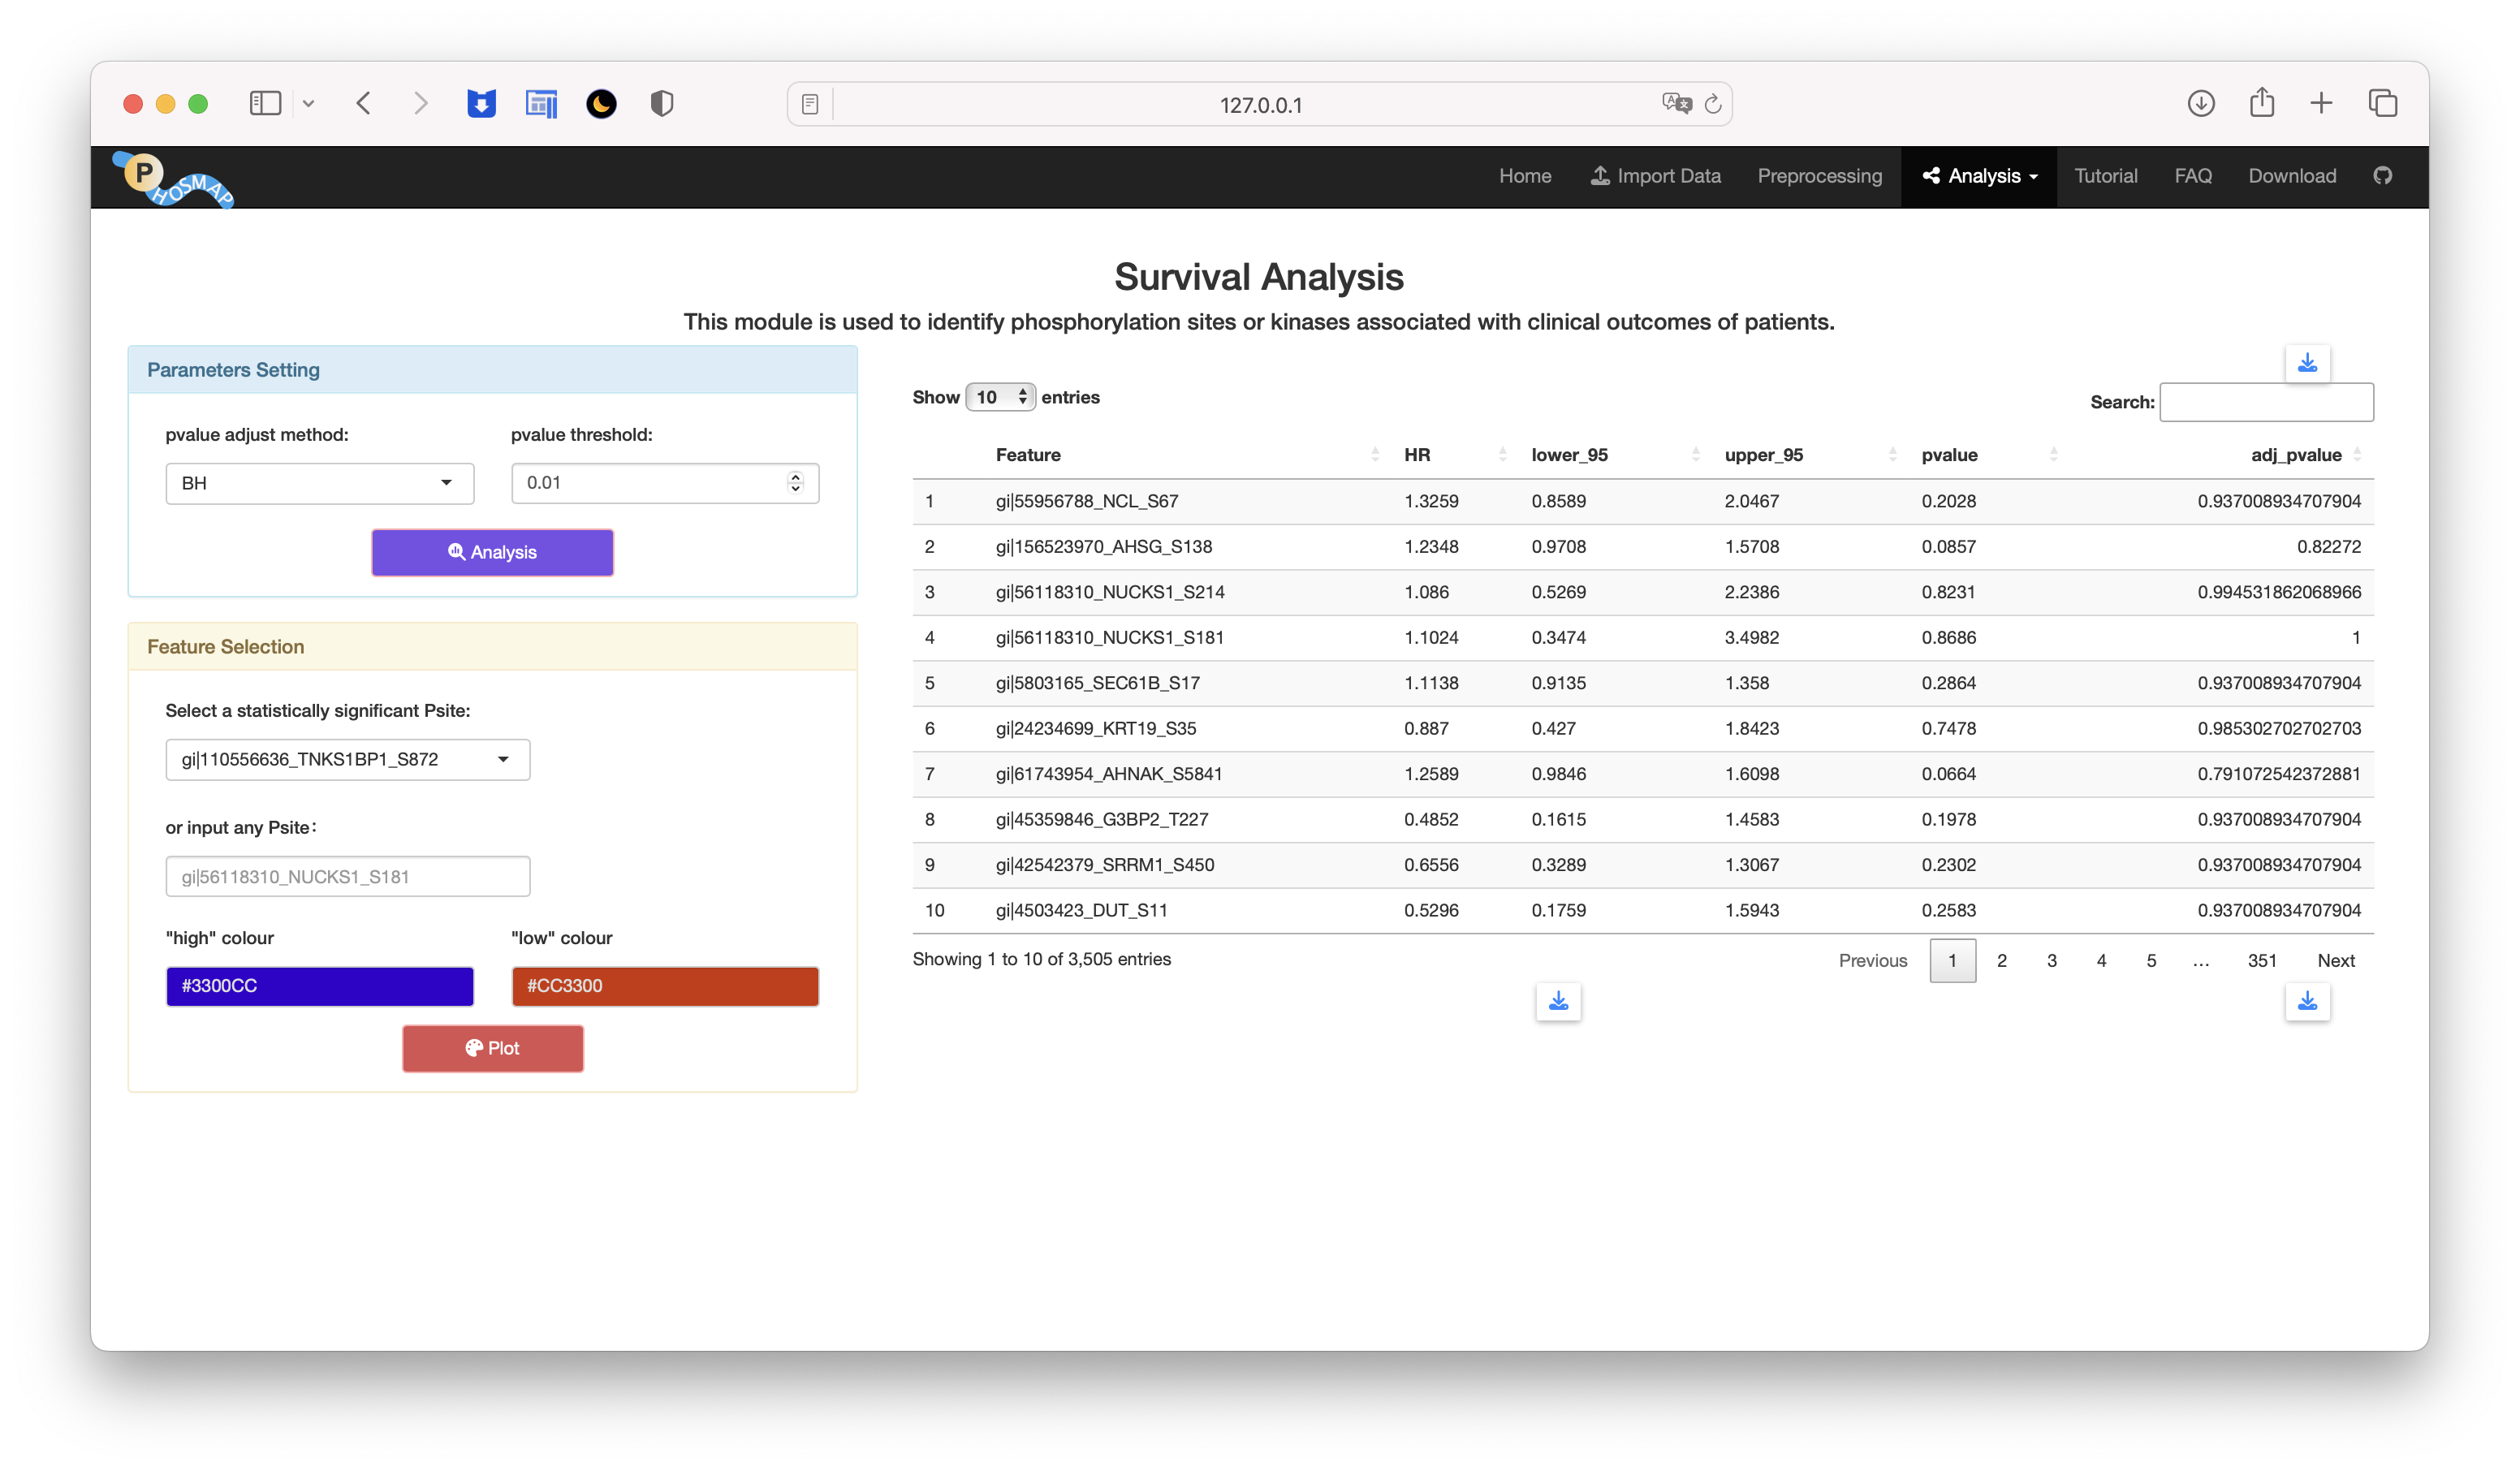 127.0.0.1
PHOSMAP
Home Import Data Preprocessing Analysis Tutorial FAQ Download
Survival Analysis
This module is used to identify phosphorylation sites or kinases associated with clinical outcomes of patients.
Parameters Setting
pvalue adjust method: pvalue threshold:
BH 0.01
Analysis
Feature Selection
Select a statistically significant Psite:
gi|110556636_TNKS1BP1_S872
or input any Psite:
gi|56118310_NUCKS1_S181
"high" colour "low" colour
#3300CC #CC3300
Plot
Show 10 entries
Search:
Feature HR lower_95 upper_95 pvalue adj_pvalue
1 gi|55956788_NCL_S67 1.3259 0.8589 2.0467 0.2028 0.937008934707904
2 gi|156523970_AHSG_S138 1.2348 0.9708 1.5708 0.0857 0.82272
3 gi|56118310_NUCKS1_S214 1.086 0.5269 2.2386 0.8231 0.994531862068966
4 gi|56118310_NUCKS1_S181 1.1024 0.3474 3.4982 0.8686 1
5 gi|5803165_SEC61B_S17 1.1138 0.9135 1.358 0.2864 0.937008934707904
6 gi|24234699_KRT19_S35 0.887 0.427 1.8423 0.7478 0.985302702702703
7 gi|61743954_AHNAK_S5841 1.2589 0.9846 1.6098 0.0664 0.791072542372881
8 gi|45359846_G3BP2_T227 0.4852 0.1615 1.4583 0.1978 0.937008934707904
9 gi|42542379_SRRM1_S450 0.6556 0.3289 1.3067 0.2302 0.937008934707904
10 gi|4503423_DUT_S11 0.5296 0.1759 1.5943 0.2583 0.937008934707904
Showing 1 to 10 of 3,505 entries
Previous 1 2 3 4 5 … 351 Next